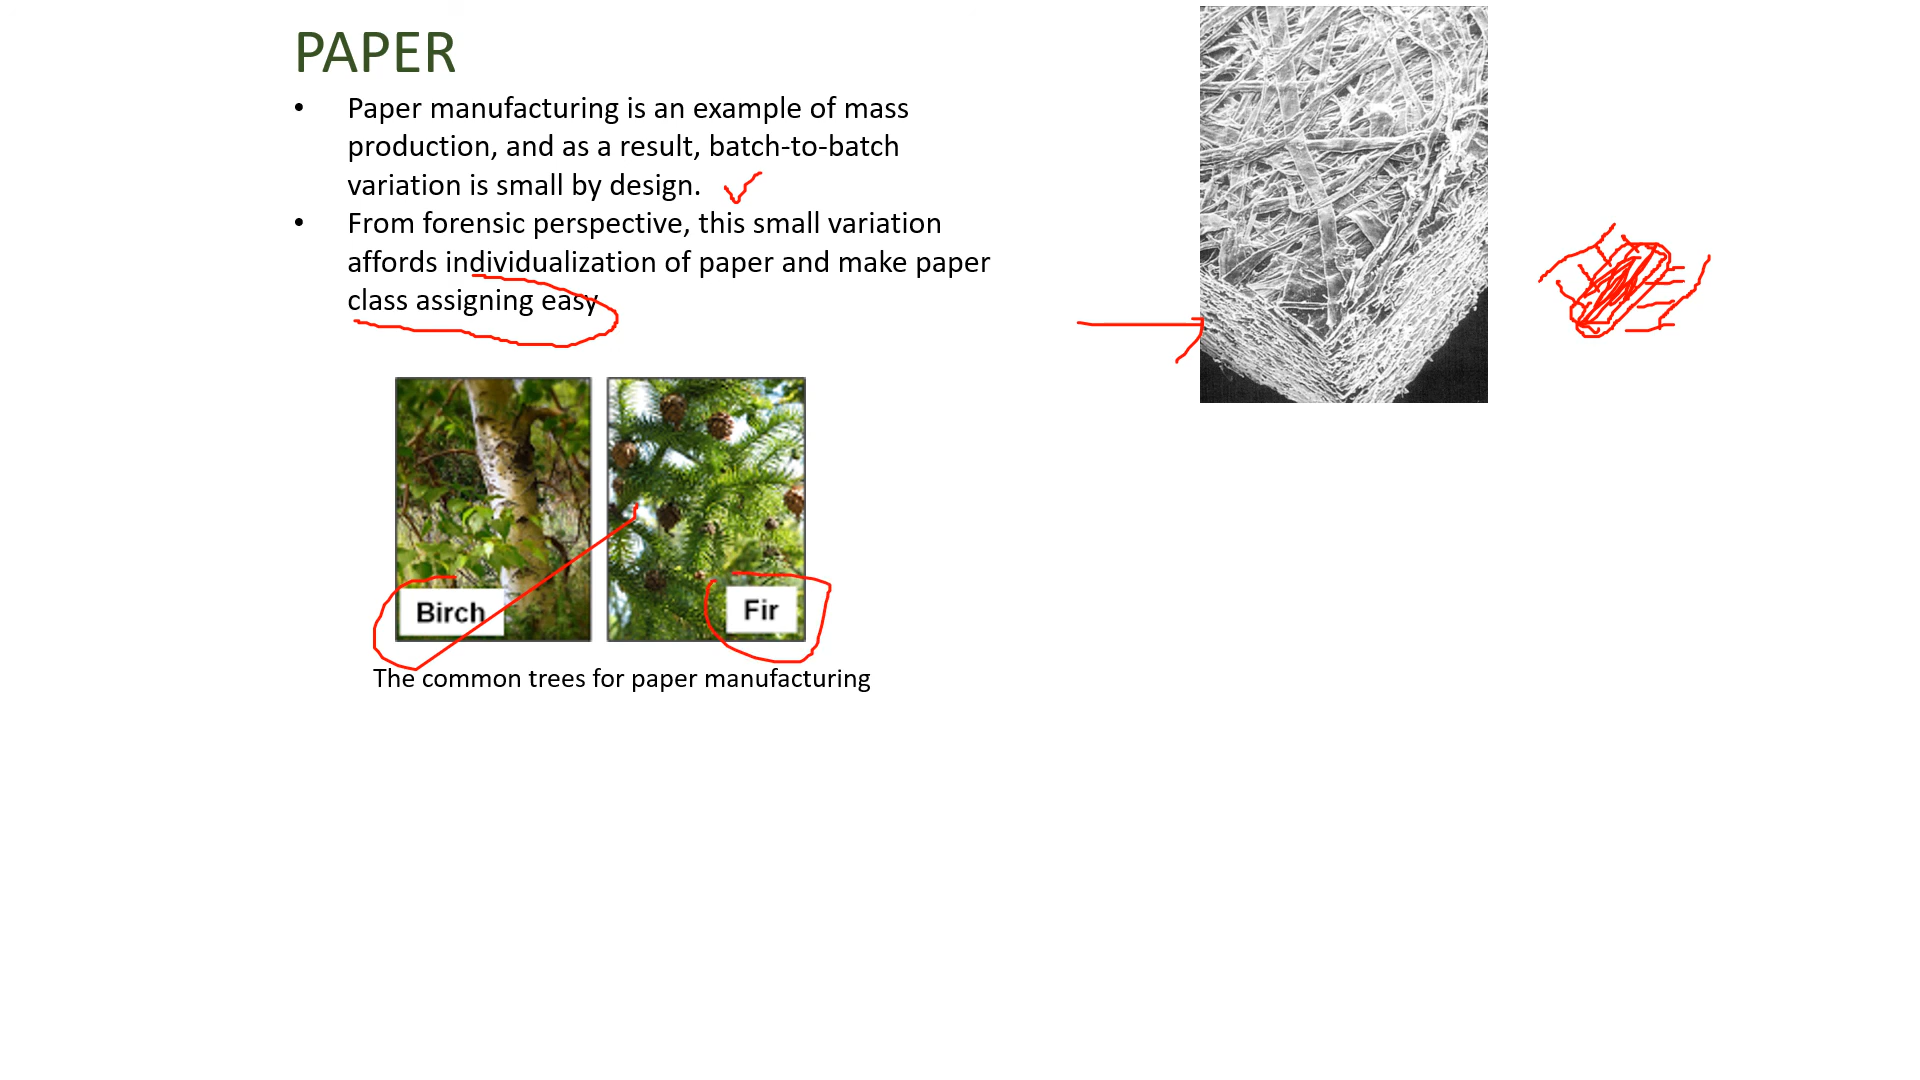 PAPER
• Paper manufacturing is an example of mass
production, and as a result, batch-to-batch
variation is small by design.
• From forensic perspective, this small variation
affords individualization of paper and make paper
class assigning easy
Birch
Fir
The common trees for paper manufacturing